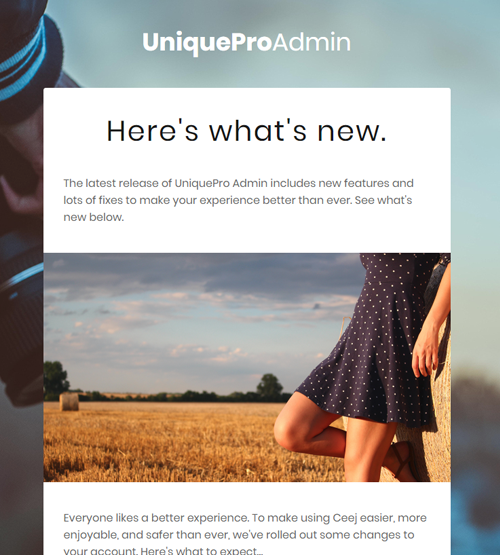 UniqueProAdmin
Here's what's new.
The latest release of UniquePro Admin includes new features and
lots of fixes to make your experience better than ever. See what's
new below.
Everyone likes a better experience. To make using Ceej easier, more
enjoyable, and safer than ever, we've rolled out some changes to
your account. Here's what to expect...